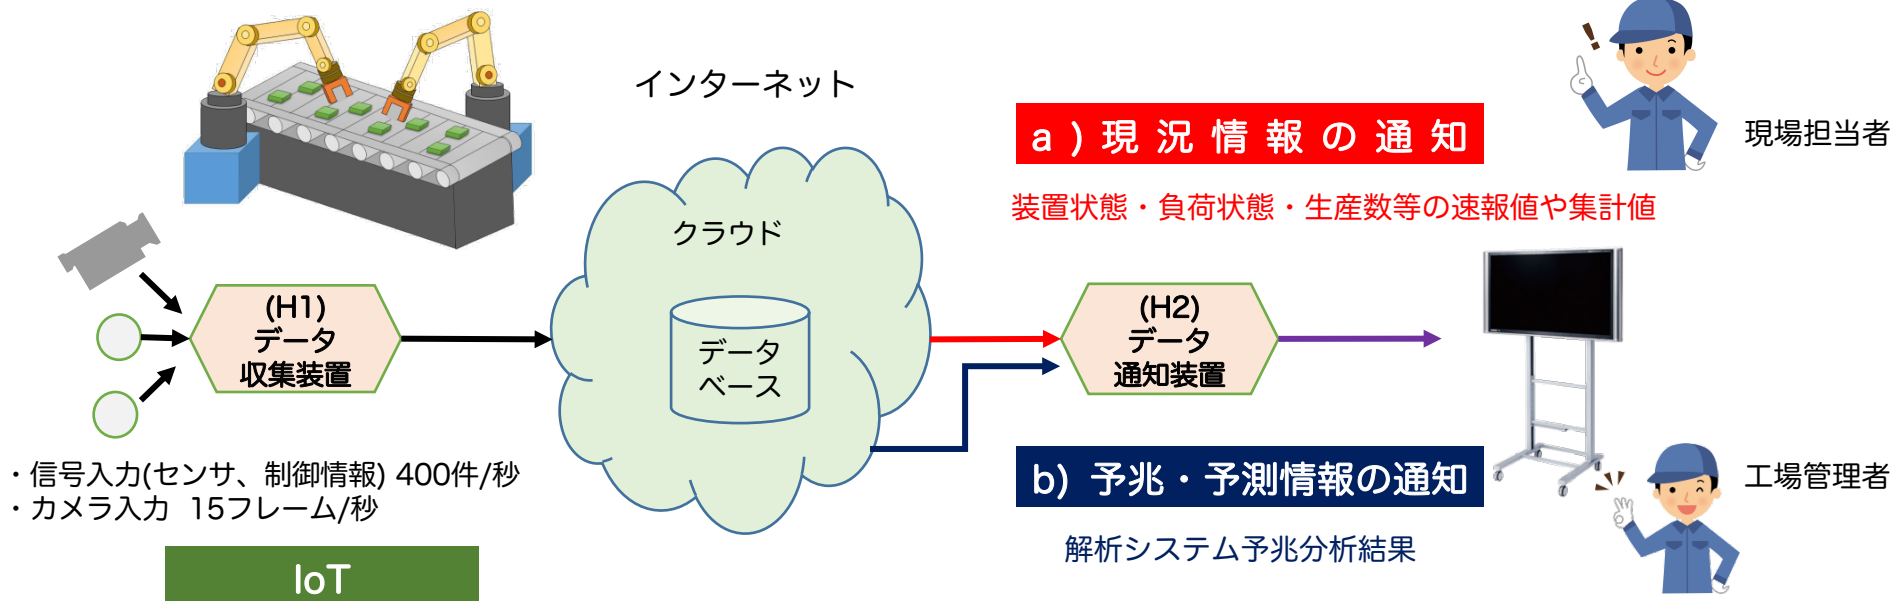 インターネット
a)現況情報の通知
現場担当者
装置状態・負荷状態・生産数等の速報値や集計値
クラウド
(H1)
データ
収集装置
データ
ベース
(H2)
データ
通知装置
・信号入力(センサ、制御情報) 400件/秒
・カメラ入力 15フレーム/秒
b) 予兆・予測情報の通知
工場管理者
解析システム予兆分析結果
IoT